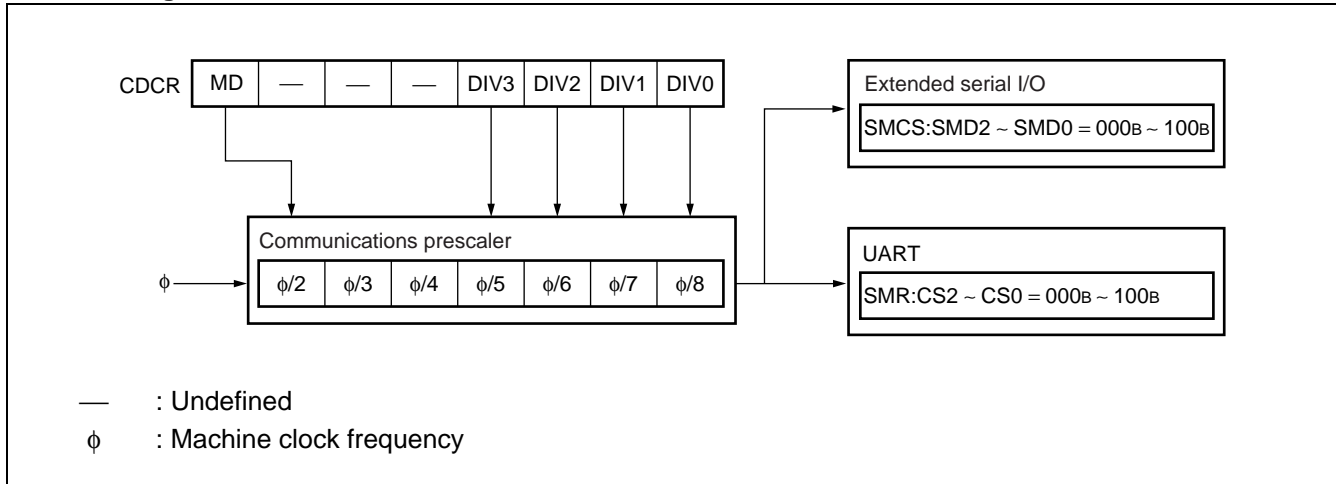 CDCR MD — — — DIV3 DIV2 DIV1 DIV0
Extended serial I/O
SMCS:SMD2 ~ SMD0 = 000B ~ 100B
Communications prescaler
ϕ ϕ/2 ϕ/3 ϕ/4 ϕ/5 ϕ/6 ϕ/7 ϕ/8
UART
SMR:CS2 ~ CS0 = 000B ~ 100B
— : Undefined
ϕ : Machine clock frequency